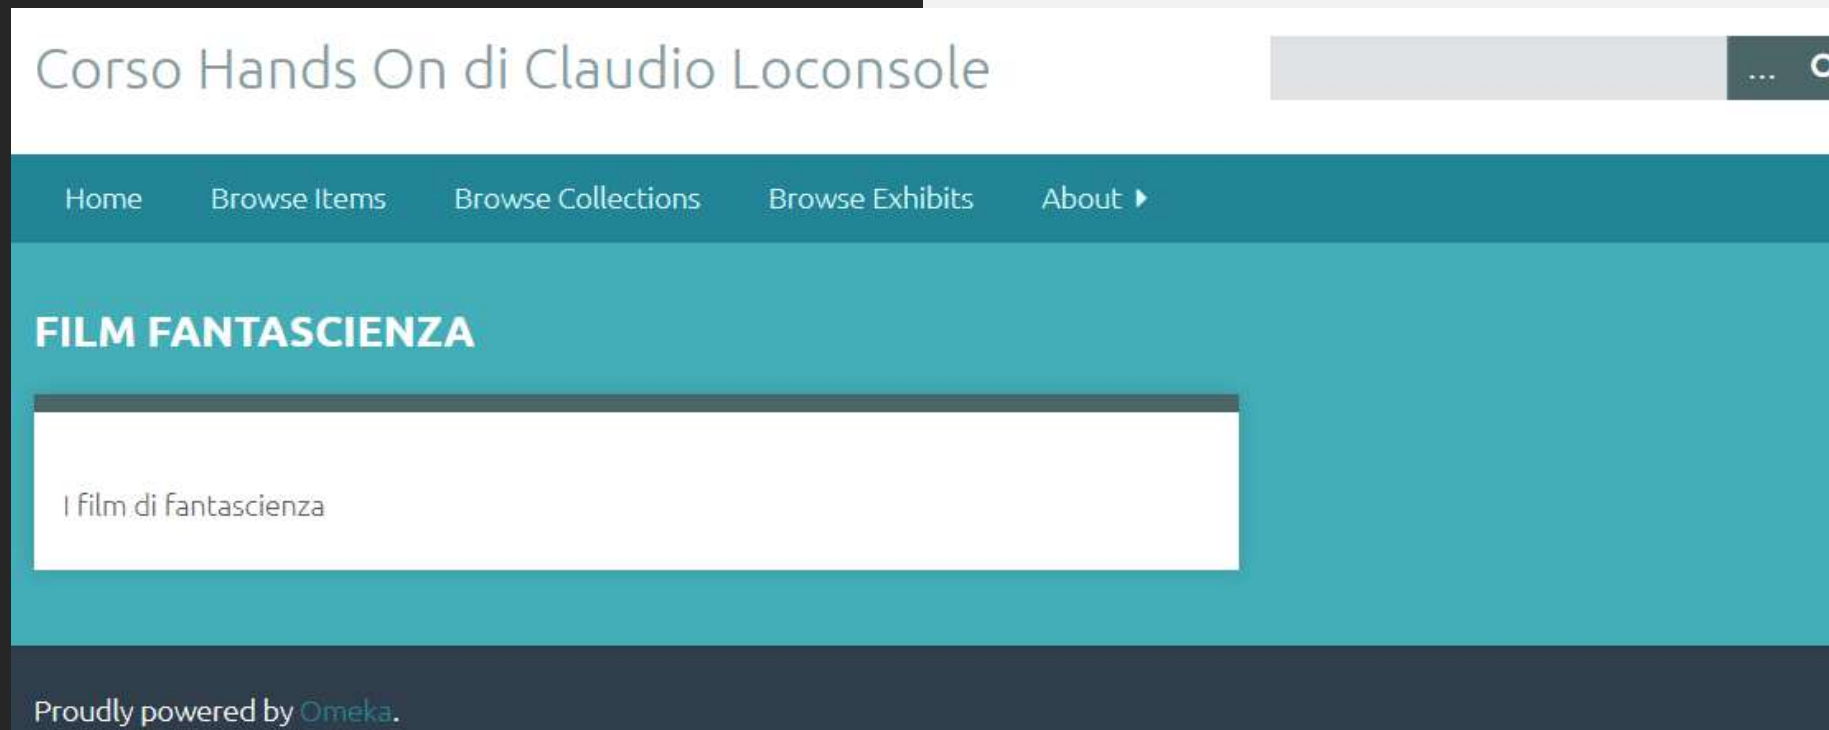 Corso Hands On di Claudio Loconsole
...
Home Browse Items Browse Collections Browse Exhibits About
FILM FANTASCIENZA
I film di fantascienza
Proudly powered by Omeka.